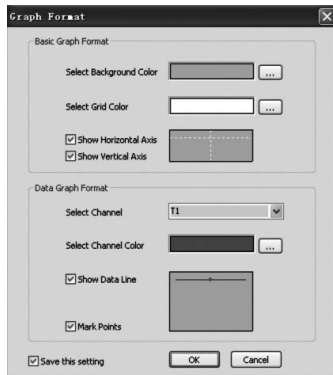 Graph Format
Basic Graph Format
Select Background Color ...
Select Grid Color ...
Show Horizontal Axis
Show Vertical Axis
Data Graph Format
Select Channel T1
Select Channel Color ...
Show Data Line
Mark Points
Save this setting OK Cancel